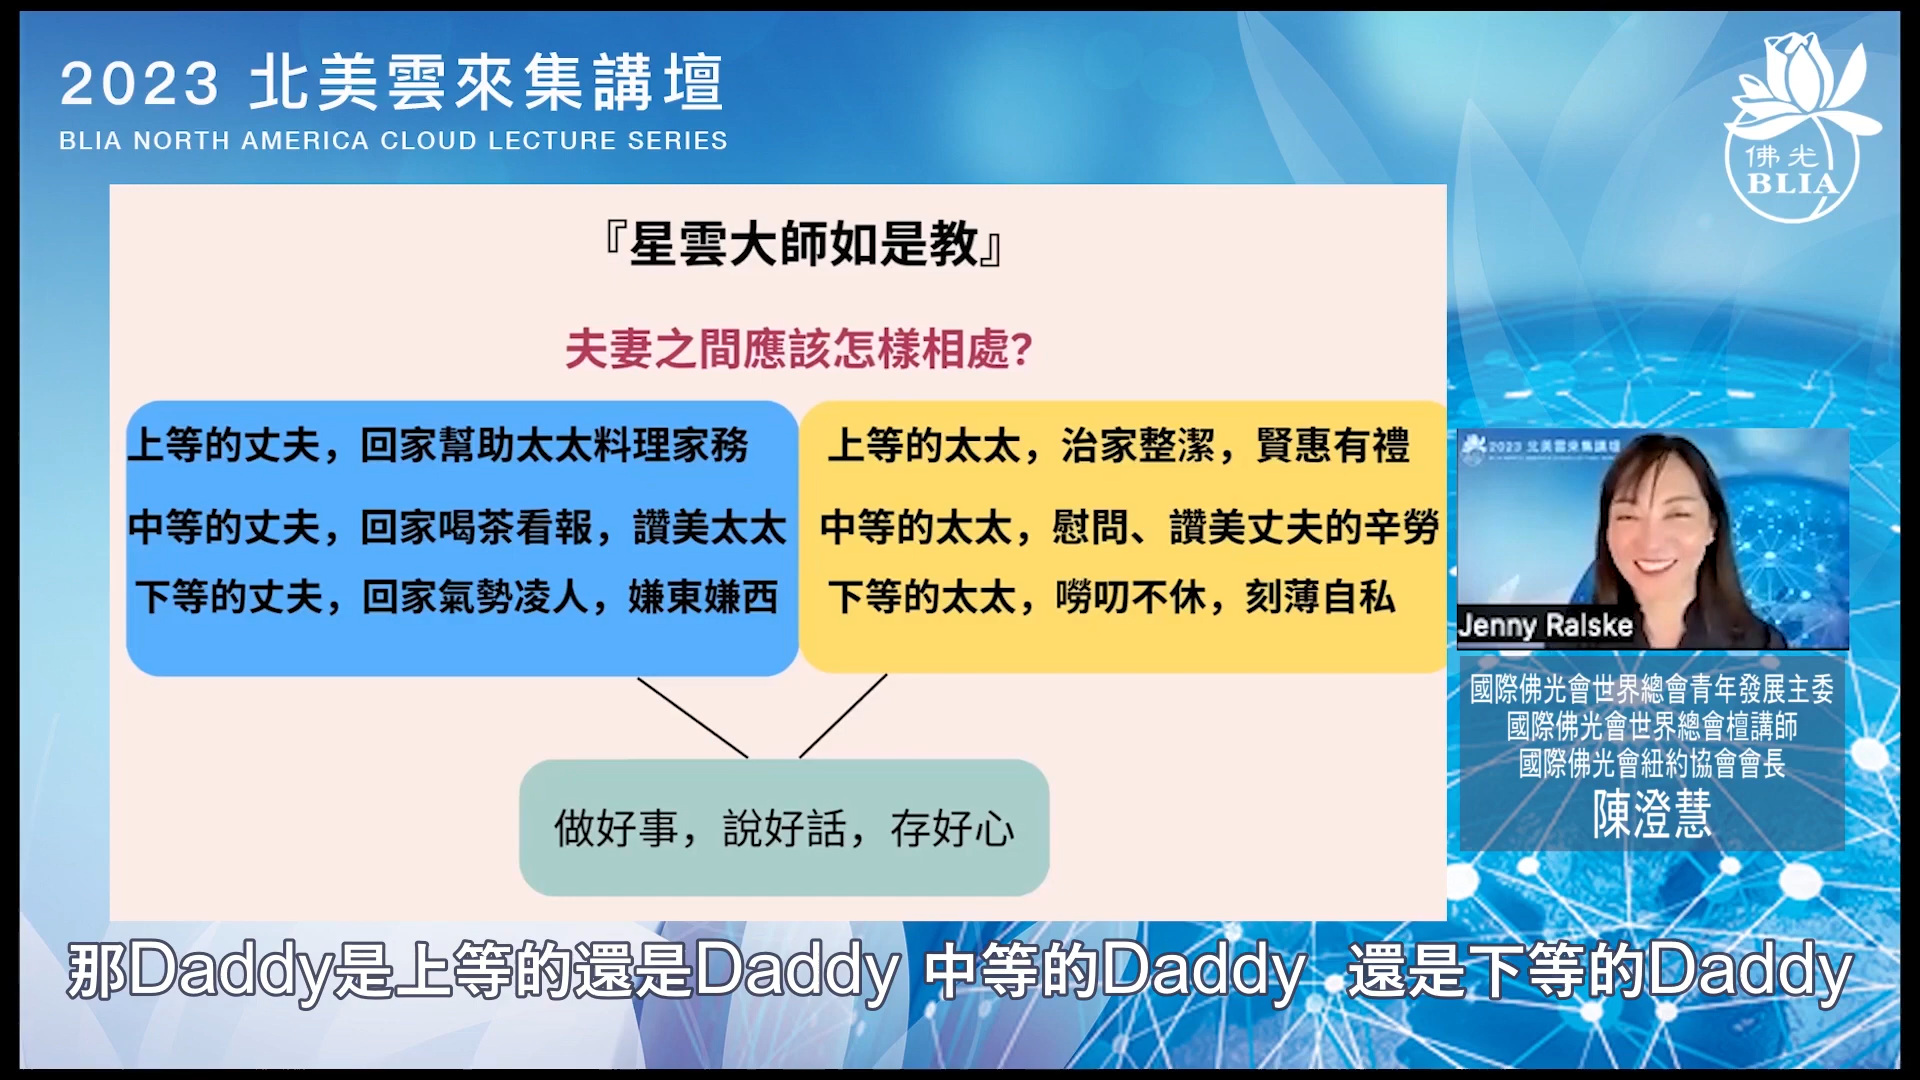 2023 北美雲來集講壇
BLIA NORTH AMERICA CLOUD LECTURE SERIES
佛光
BLIA
『星雲大師如是教』
夫妻之間應該怎樣相處?
上等的丈夫，回家幫助太太料理家務
中等的丈夫，回家喝茶看報，讚美太太
下等的丈夫，回家氣勢凌人，嫌東嫌西
上等的太太，治家整潔，賢惠有禮
中等的太太，慰問、讚美丈夫的辛勞
下等的太太，嘮叨不休，刻薄自私
做好事，說好話，存好心
2023 北美雲來集講壇
Jenny Ralske
國際佛光會世界總會青年發展主委
國際佛光會世界總會檀講師
國際佛光會紐約協會會長
陳澄慧
那Daddy是上等的還是Daddy 中等的Daddy 還是下等的Daddy